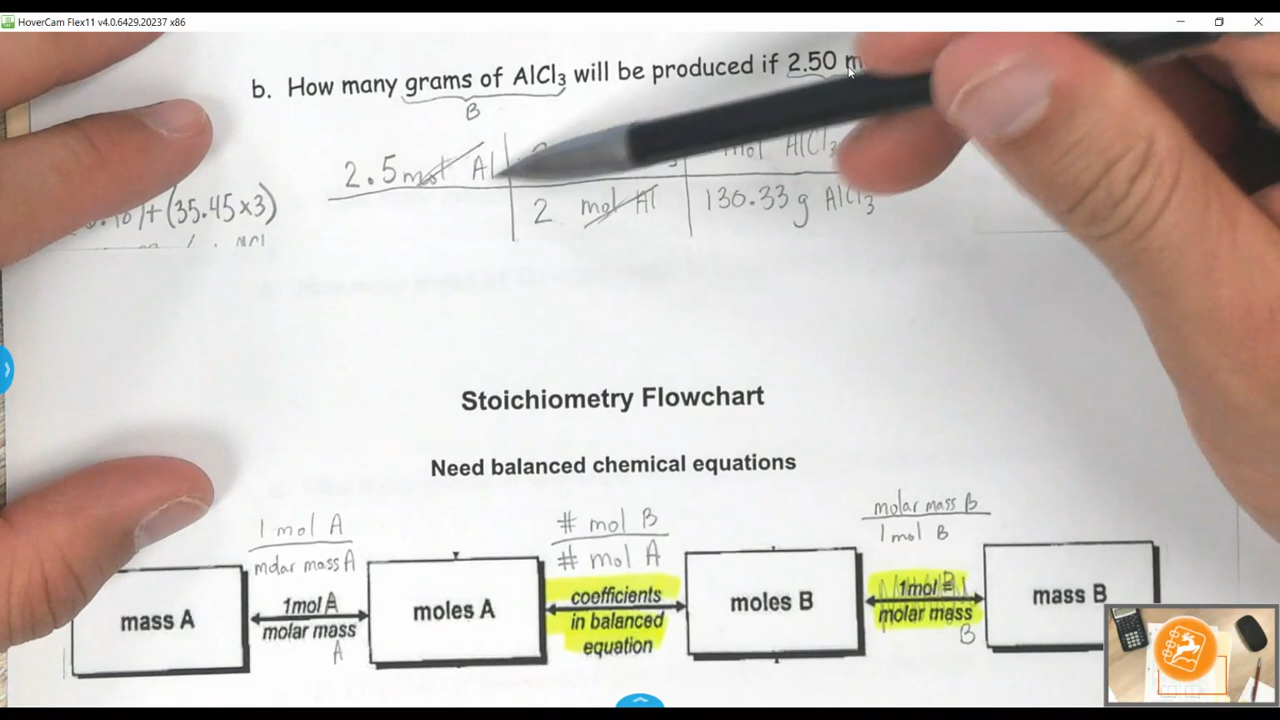 HoverCam Flex11 v4.0.6429.20237 x86
b. How many grams of AlCl3 will be produced if 2.50 m
B
2.5 mol Al
mol AlCl3
+ (35.45×3)
2 mol Al 130.33g AlCl3
Stoichiometry Flowchart
Need balanced chemical equations
1 mol A
molar mass A
# mol B
# mol A
molar mass B
1 mol B
mass A
1mol A
molar mass
A
moles A
coefficients
in balanced
equation
moles B
1mol B
molar mass
B
mass B